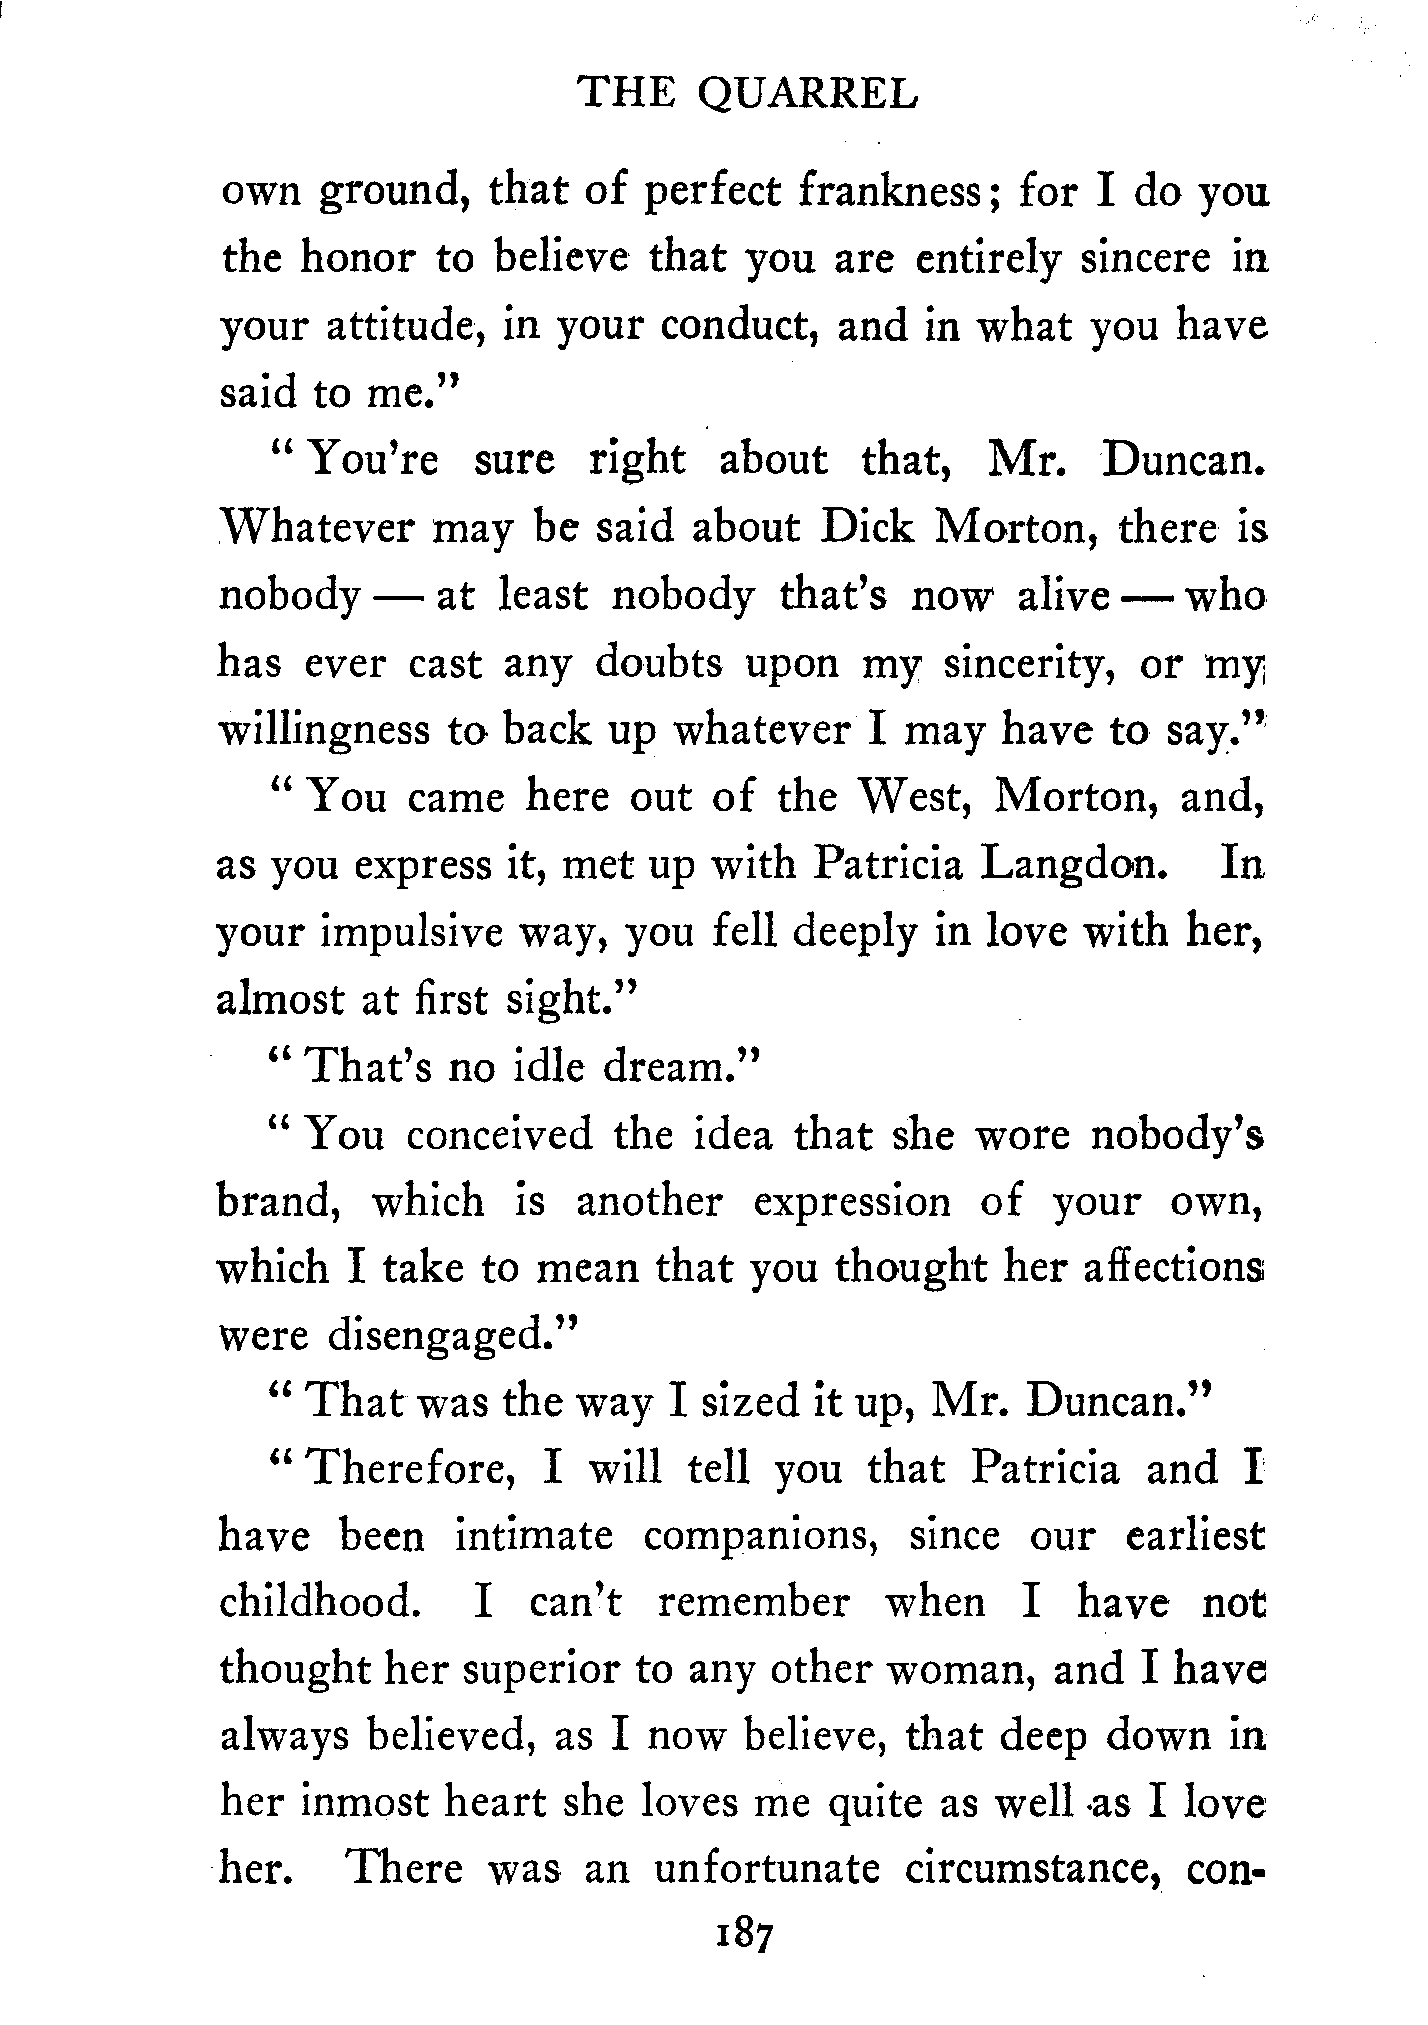 THE QUARREL
own ground, that of perfect frankness; for I do you
the honor to believe that you are entirely sincere in
your attitude, in your conduct, and in what you have
said to me."
" You're sure right about that, Mr. Duncan.
Whatever may be said about Dick Morton, there is
nobody — at least nobody that's now alive — who
has ever cast any doubts upon my sincerity, or my
willingness to back up whatever I may have to say."
" You came here out of the West, Morton, and,
as you express it, met up with Patricia Langdon. In
your impulsive way, you fell deeply in love with her,
almost at first sight."
" That's no idle dream."
" You conceived the idea that she wore nobody's
brand, which is another expression of your own,
which I take to mean that you thought her affections
were disengaged."
" That was the way I sized it up, Mr. Duncan."
" Therefore, I will tell you that Patricia and I
have been intimate companions, since our earliest
childhood. I can't remember when I have not
thought her superior to any other woman, and I have
always believed, as I now believe, that deep down in
her inmost heart she loves me quite as well as I love
her. There was an unfortunate circumstance, con-
187